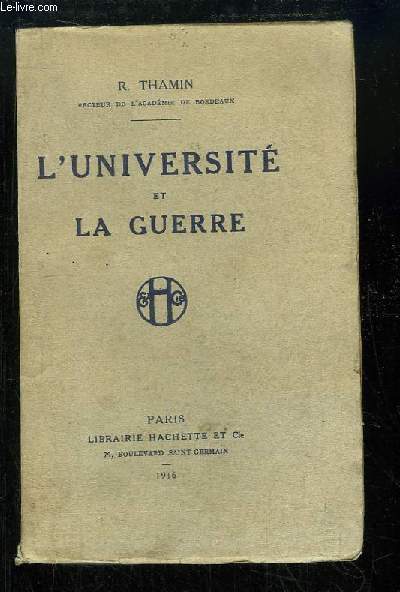 Le-livre.com
R. THAMIN
RECTEUR DE L'ACADÉMIE DE BORDEAUX
L'UNIVERSITÉ
ET
LA GUERRE
H
PARIS
LIBRAIRIE HACHETTE ET Cie
79, BOULEVARD SAINT-GERMAIN
1916